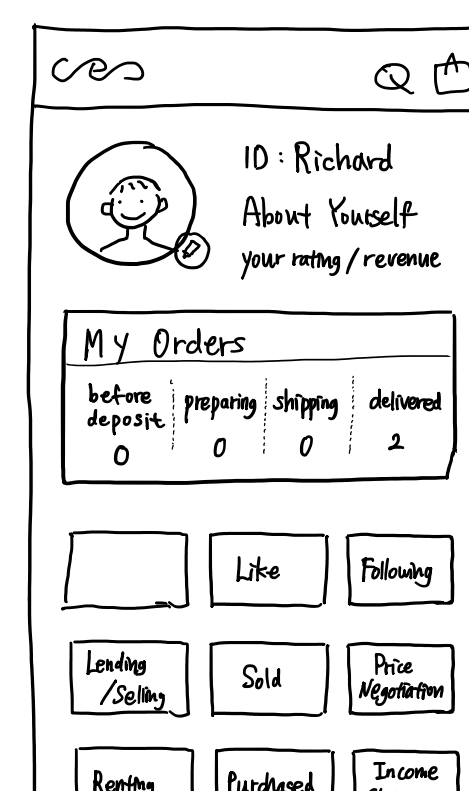 ID : Richard
About Yourself
your rating / revenue
My Orders
before deposit
preparing
shipping
delivered
0
0
0
2
Like
Following
Lending
/Selling
Sold
Price
Negotiation
Renting
Purchased
Income